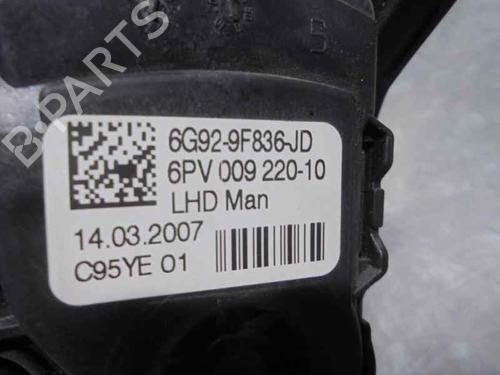 B
6G92-9F836-JD
6PV 009 220-10
LHD Man
14.03.2007
C95YE 01
B-PARTS